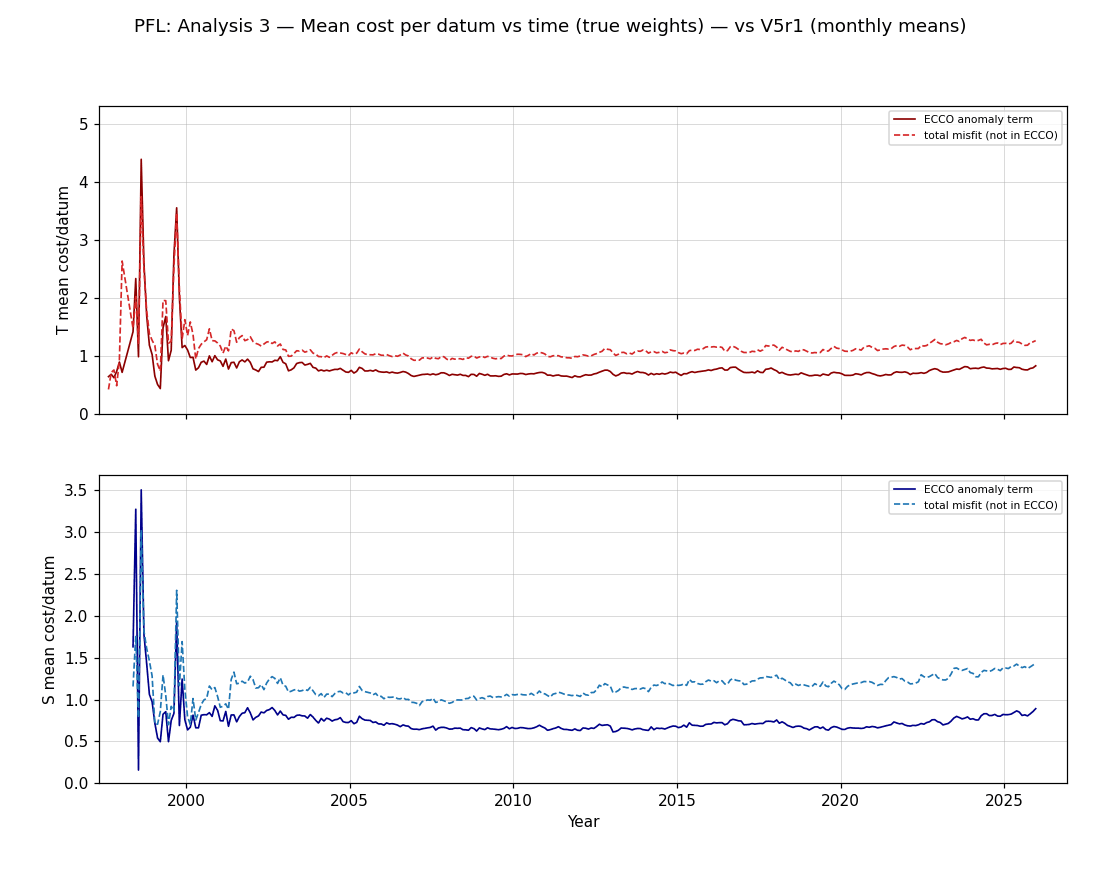 PFL: Analysis 3 — Mean cost per datum vs time (true weights) — vs V5r1 (monthly means)
5
4
3
2
1
0
T mean cost/datum
ECCO anomaly term
total misfit (not in ECCO)
3.5
3.0
2.5
2.0
1.5
1.0
0.5
0.0
S mean cost/datum
ECCO anomaly term
total misfit (not in ECCO)
2000
2005
2010
2015
2020
2025
Year